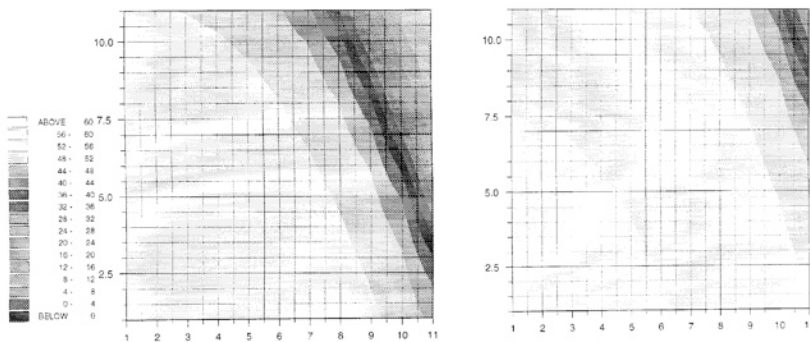 ABOVE 60
56 - 60
52 - 56
48 - 52
44 - 48
40 - 44
36 - 40
32 - 36
28 - 32
24 - 28
20 - 24
16 - 20
12 - 16
8 - 12
4 - 8
0 - 4
BELOW 0
10.0
7.5
5.0
2.5
1 2 3 4 5 6 7 8 9 10 11
10.0
7.5
5.0
2.5
1 2 3 4 5 6 7 8 9 10 1